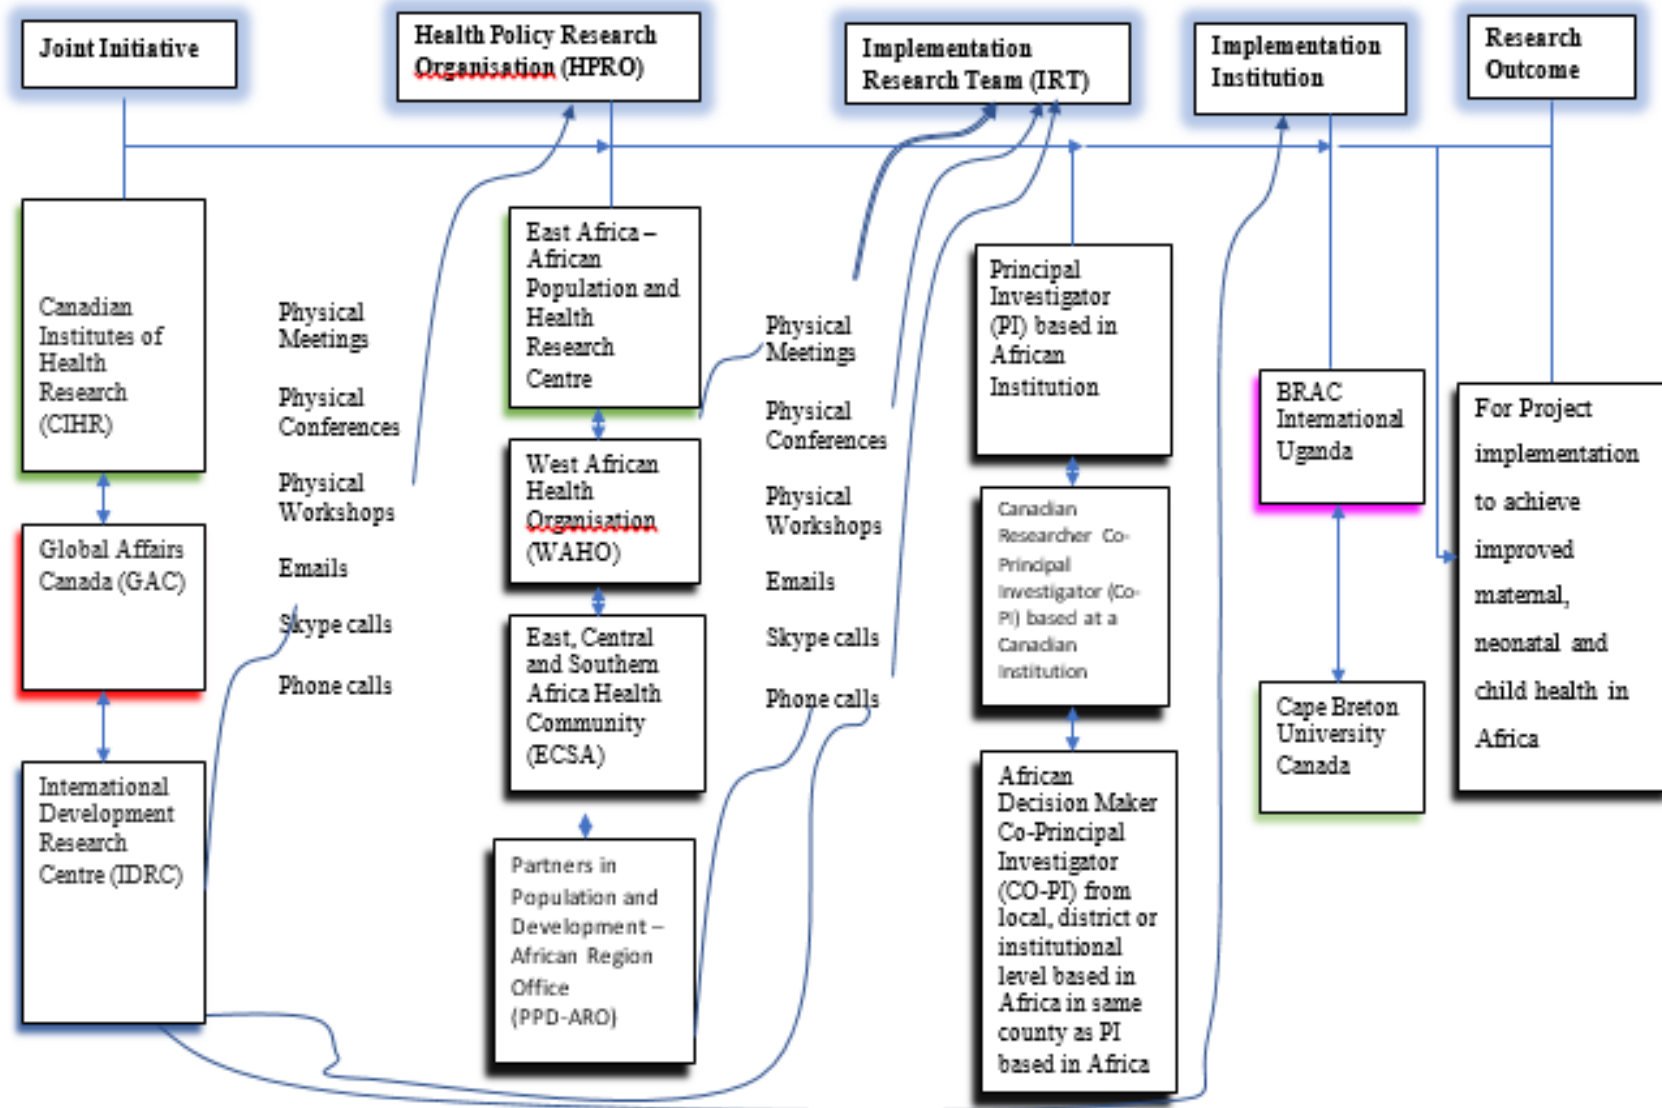 Joint Initiative
Health Policy Research
Organisation (HPRO)
Implementation
Research Team (IRT)
Implementation
Institution
Research
Outcome
Canadian
Institutes of
Health
Research
(CIHR)
Global Affairs
Canada (GAC)
International
Development
Research
Centre (IDRC)
Physical
Meetings
Physical
Conferences
Physical
Workshops
Emails
Skype calls
Phone calls
East Africa –
African
Population and
Health
Research
Centre
West African
Health
Organisation
(WAHO)
East, Central
and Southern
Africa Health
Community
(ECSA)
Partners in
Population and
Development –
African Region
Office
(PPD-ARO)
Physical
Meetings
Physical
Conferences
Physical
Workshops
Emails
Skype calls
Phone calls
Principal
Investigator
(PI) based in
African
Institution
Canadian
Researcher Co-
Principal
Investigator (Co-
PI) based at a
Canadian
Institution
African
Decision Maker
Co-Principal
Investigator
(CO-PI) from
local, district or
institutional
level based in
Africa in same
county as PI
based in Africa
BRAC
International
Uganda
Cape Breton
University
Canada
For Project
implementation
to achieve
improved
maternal,
neonatal and
child health in
Africa